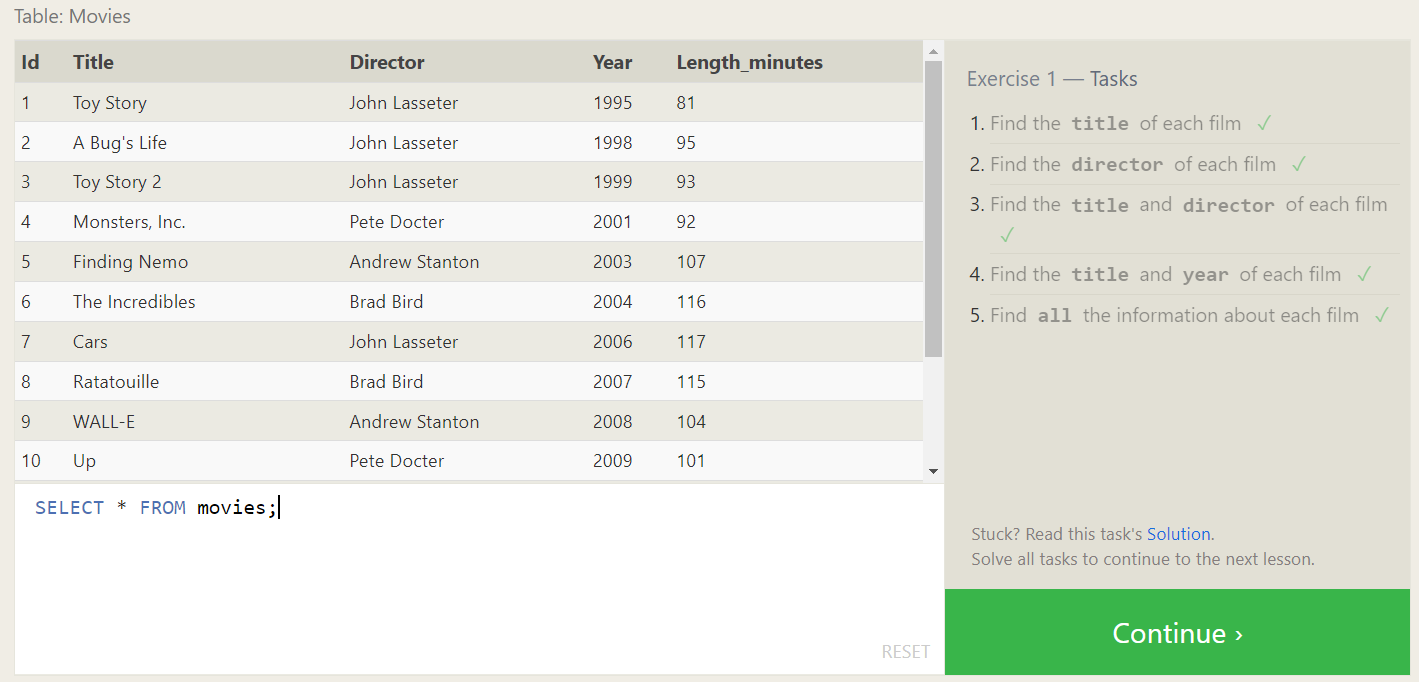 Table: Movies
Id Title Director Year Length_minutes
1 Toy Story John Lasseter 1995 81
2 A Bug's Life John Lasseter 1998 95
3 Toy Story 2 John Lasseter 1999 93
4 Monsters, Inc. Pete Docter 2001 92
5 Finding Nemo Andrew Stanton 2003 107
6 The Incredibles Brad Bird 2004 116
7 Cars John Lasseter 2006 117
8 Ratatouille Brad Bird 2007 115
9 WALL-E Andrew Stanton 2008 104
10 Up Pete Docter 2009 101
SELECT * FROM movies;
RESET
Exercise 1 — Tasks
1. Find the title of each film ✓
2. Find the director of each film ✓
3. Find the title and director of each film
✓
4. Find the title and year of each film ✓
5. Find all the information about each film ✓
Stuck? Read this task's Solution.
Solve all tasks to continue to the next lesson.
Continue ›